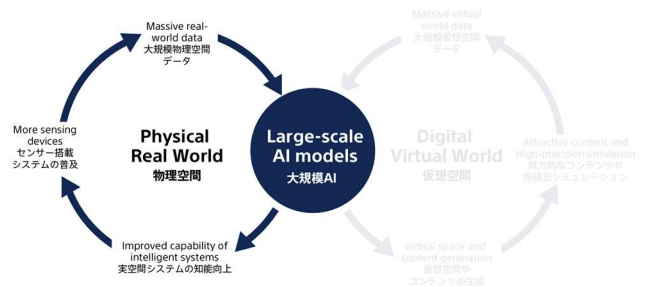 Massive real-
world data
大規模物理空間
データ
More sensing
devices
センサー搭載
システムの普及
Physical
Real World
物理空間
Improved capability of
intelligent systems
実空間システムの知能向上
Large-scale
AI models
大規模AI
Massive virtual
world data
大規模仮想空間
データ
Digital
Virtual World
仮想空間
Attractive content and
High-precision simulation
魅力的なコンテンツや
超精密シミュレーション
Virtual space and
content generation
仮想空間や
コンテンツの生成